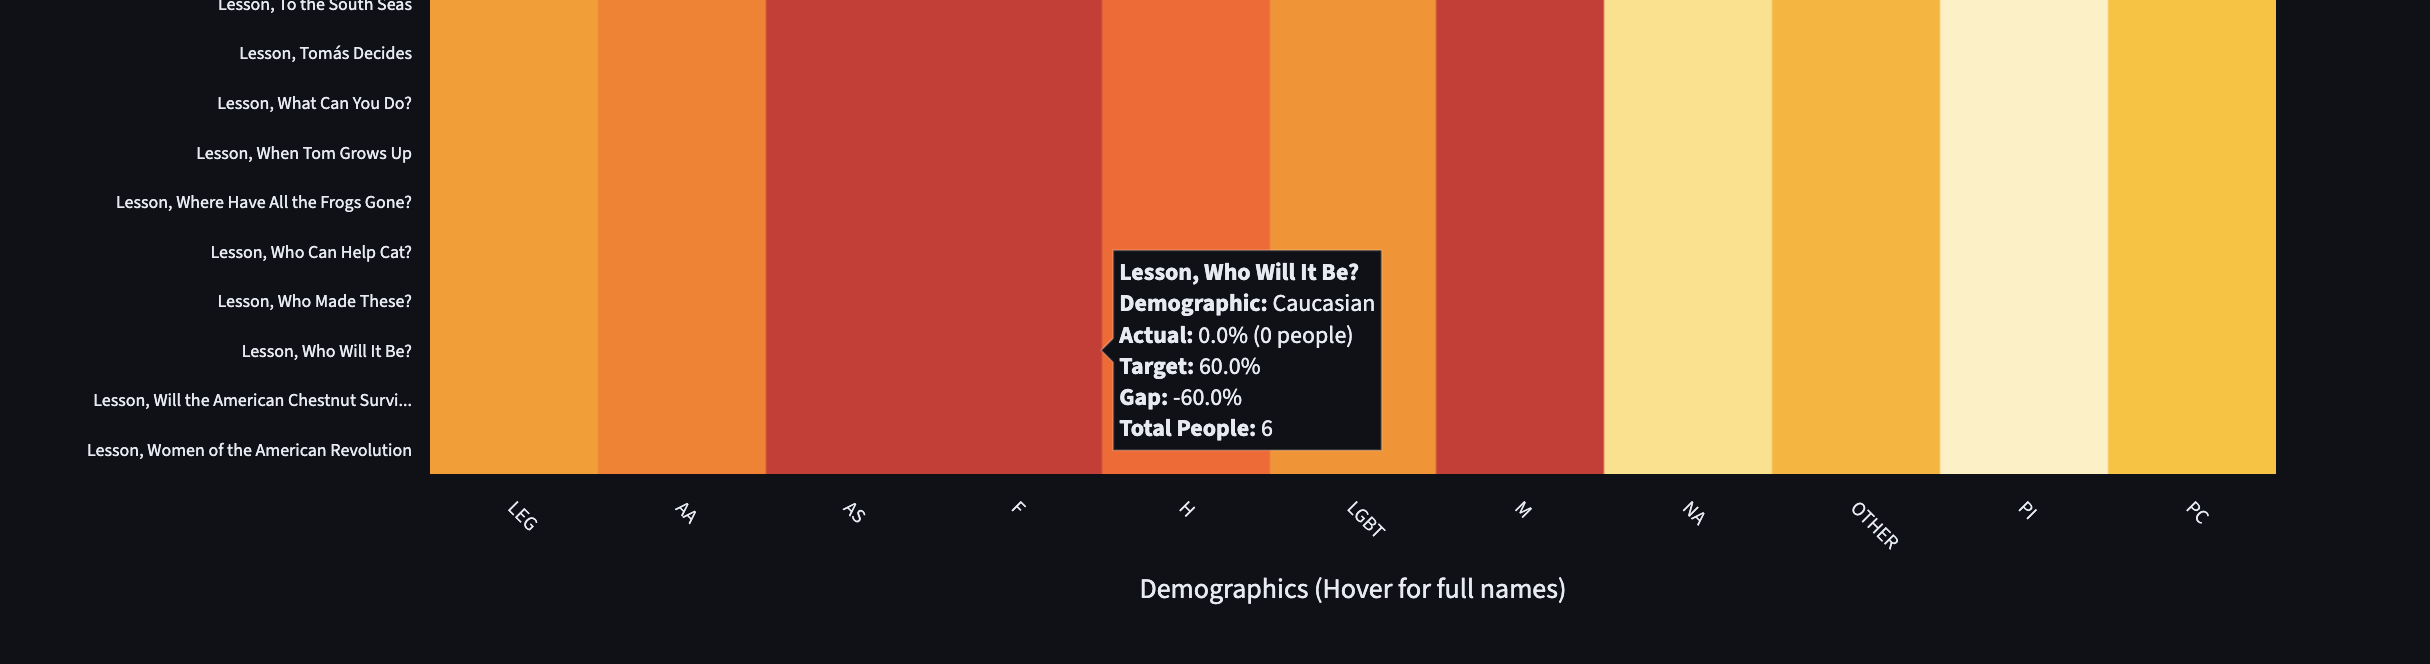 Lesson, To the South Seas
Lesson, Tomás Decides
Lesson, What Can You Do?
Lesson, When Tom Grows Up
Lesson, Where Have All the Frogs Gone?
Lesson, Who Can Help Cat?
Lesson, Who Made These?
Lesson, Who Will It Be?
Lesson, Will the American Chestnut Survi...
Lesson, Women of the American Revolution
Lesson, Who Will It Be?
Demographic: Caucasian
Actual: 0.0% (0 people)
Target: 60.0%
Gap: -60.0%
Total People: 6
LEG
AA
AS
F
H
LGBT
M
NA
OTHER
PI
PC
Demographics (Hover for full names)